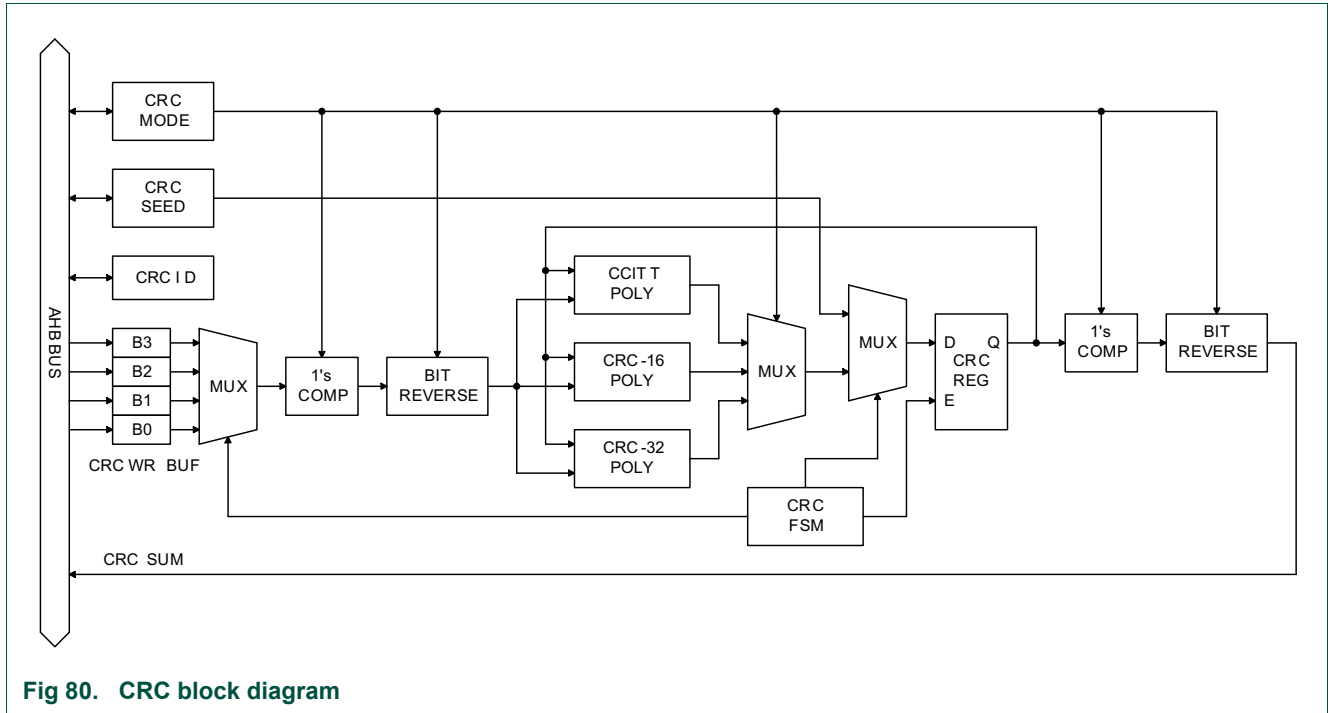 CRC
MODE
CRC
SEED
CRC ID
AHB BUS
B3
B2
B1
B0
MUX
CRC WR BUF
1's
COMP
BIT
REVERSE
CCITT
POLY
CRC-16
POLY
CRC-32
POLY
MUX
MUX
D Q
CRC
REG
E
1's
COMP
BIT
REVERSE
CRC
FSM
CRC SUM
Fig 80. CRC block diagram